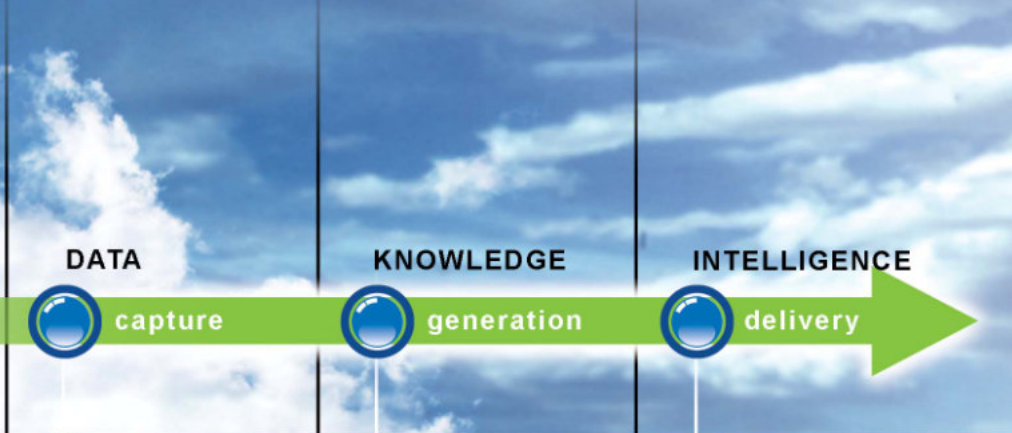 DATA
KNOWLEDGE
INTELLIGENCE
capture
generation
delivery